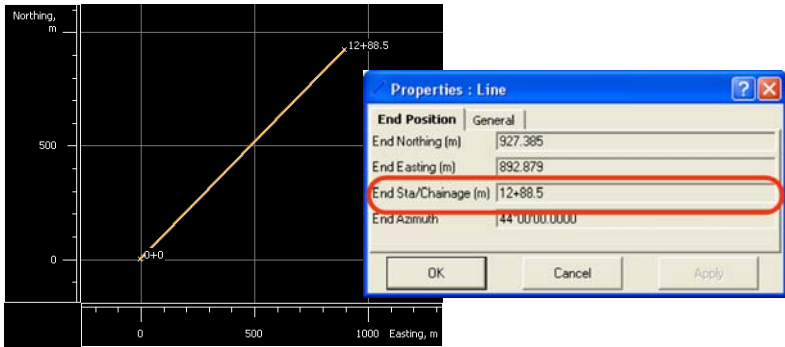 Northing,
m
12+88.5
500
0+0
0
0
500
1000
Easting, m
Properties : Line
End Position
General
End Northing (m)
927.385
End Easting (m)
892.879
End Sta/Chainage (m)
12+88.5
End Azimuth
44°00'00.0000
OK
Cancel
Apply